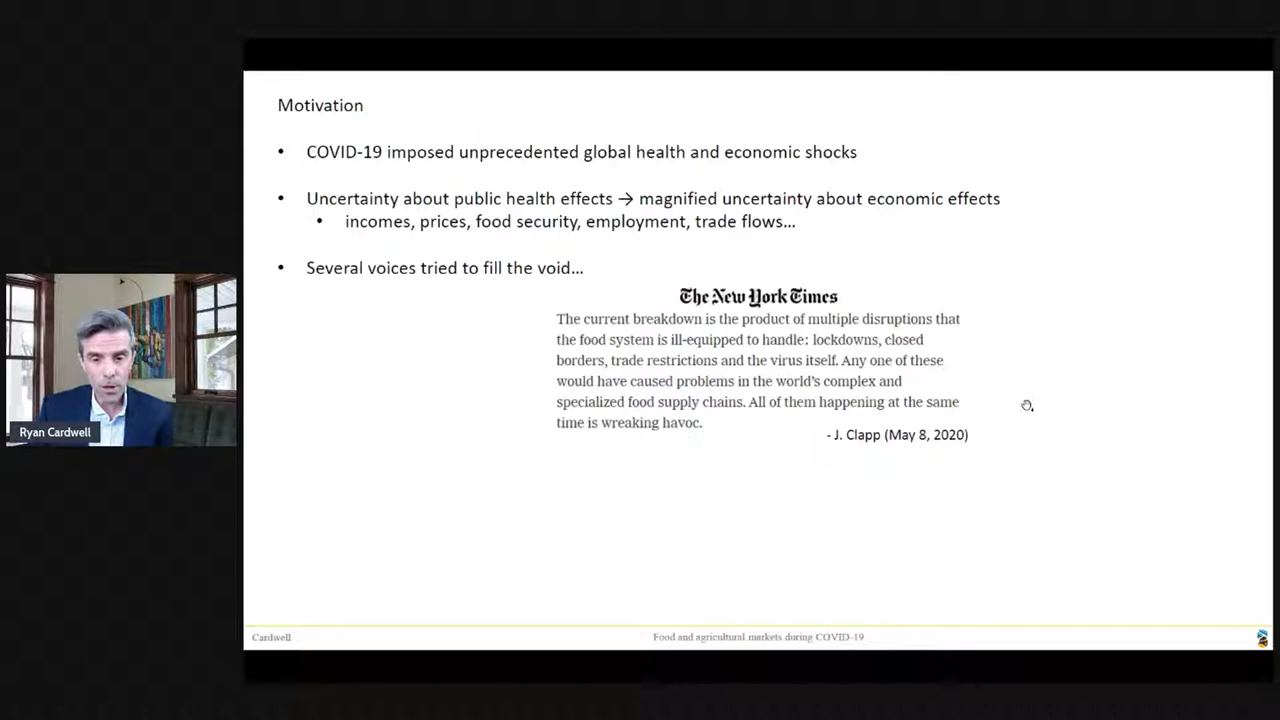 Motivation
• COVID-19 imposed unprecedented global health and economic shocks
• Uncertainty about public health effects → magnified uncertainty about economic effects
• incomes, prices, food security, employment, trade flows…
• Several voices tried to fill the void…
The New York Times
The current breakdown is the product of multiple disruptions that
the food system is ill-equipped to handle: lockdowns, closed
borders, trade restrictions and the virus itself. Any one of these
would have caused problems in the world’s complex and
specialized food supply chains. All of them happening at the same
time is wreaking havoc.
- J. Clapp (May 8, 2020)
Ryan Cardwell
Cardwell
Food and agricultural markets during COVID-19